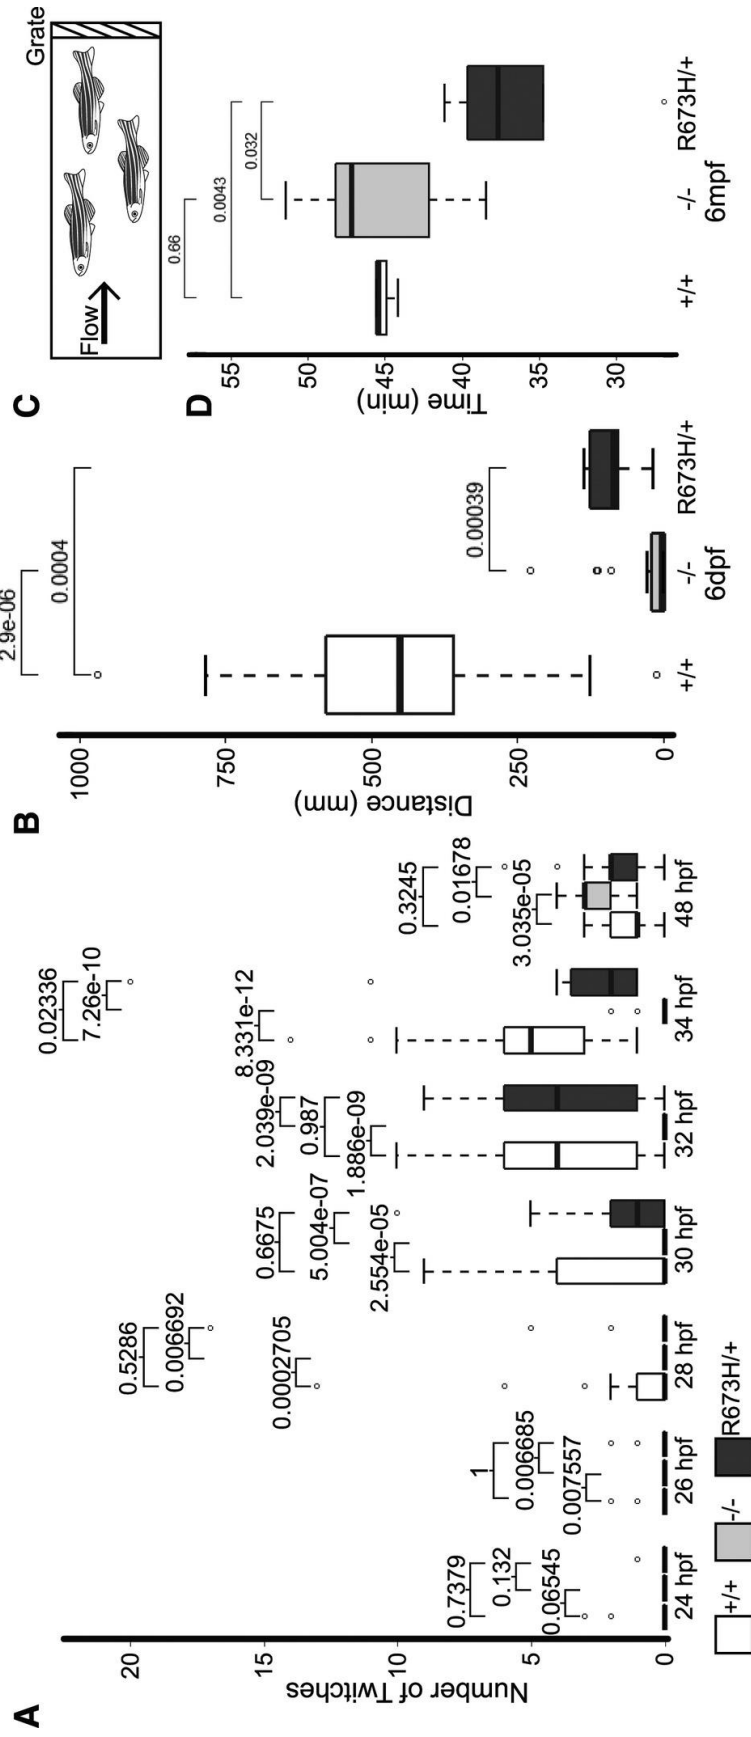 A
Number of Twitches
20
15
10
5
0
0.7379
0.132
0.06545
1
0.006685
0.007557
0.5286
0.006692
0.0002705
0.6675
5.004e-07
2.554e-05
2.039e-09
0.987
1.886e-09
0.02336
7.26e-10
8.331e-12
0.3245
0.01678
3.035e-05
24 hpf
26 hpf
28 hpf
30 hpf
32 hpf
34 hpf
48 hpf
+/+
-/-
R673H/+
B
Distance (mm)
1000
750
500
250
0
2.9e-06
0.0004
0.00039
+/+
-/-
R673H/+
6dpf
C
Flow
Grate
D
Time (min)
55
50
45
40
35
30
0.66
0.0043
0.032
+/+
-/-
R673H/+
6mpf